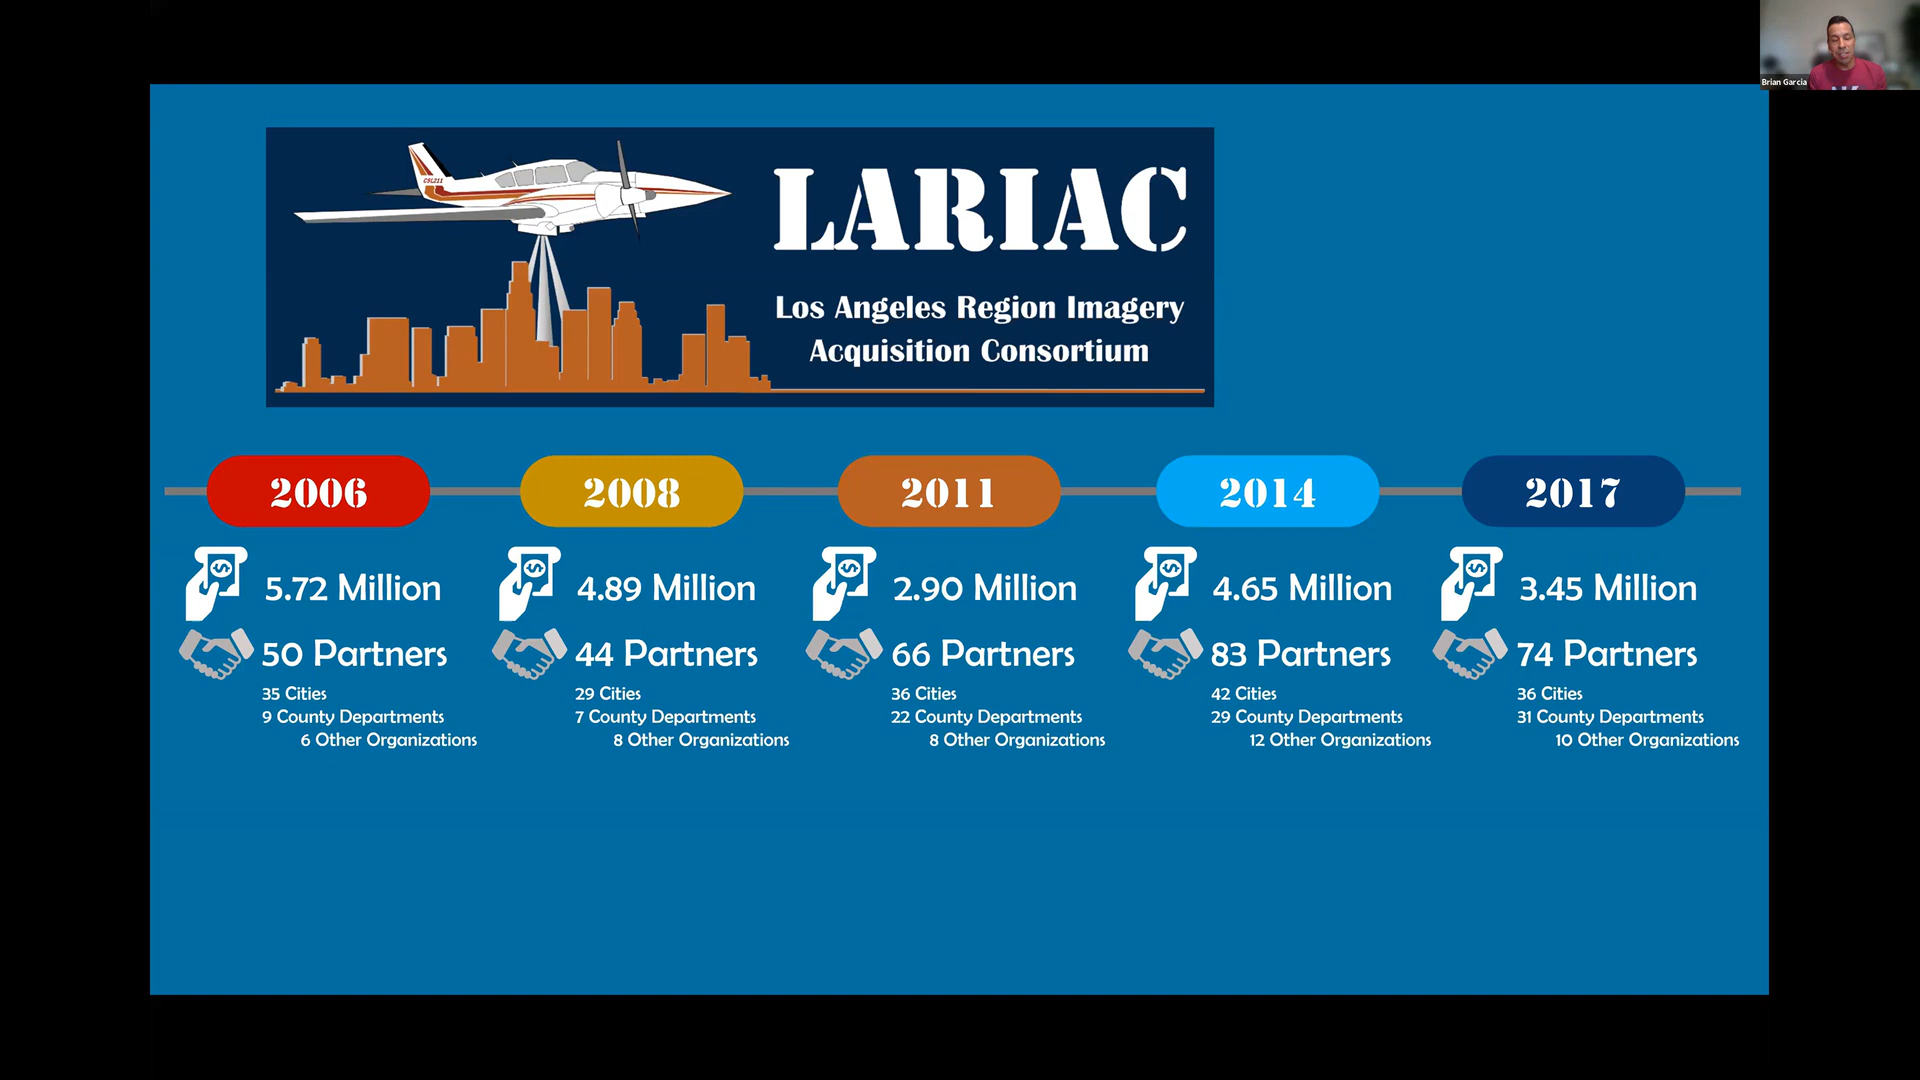 Brian Garcia
CSL211
LARIAC
Los Angeles Region Imagery
Acquisition Consortium
2006
2008
2011
2014
2017
5.72 Million
4.89 Million
2.90 Million
4.65 Million
3.45 Million
50 Partners
44 Partners
66 Partners
83 Partners
74 Partners
35 Cities
29 Cities
36 Cities
42 Cities
36 Cities
9 County Departments
7 County Departments
22 County Departments
29 County Departments
31 County Departments
6 Other Organizations
8 Other Organizations
8 Other Organizations
12 Other Organizations
10 Other Organizations